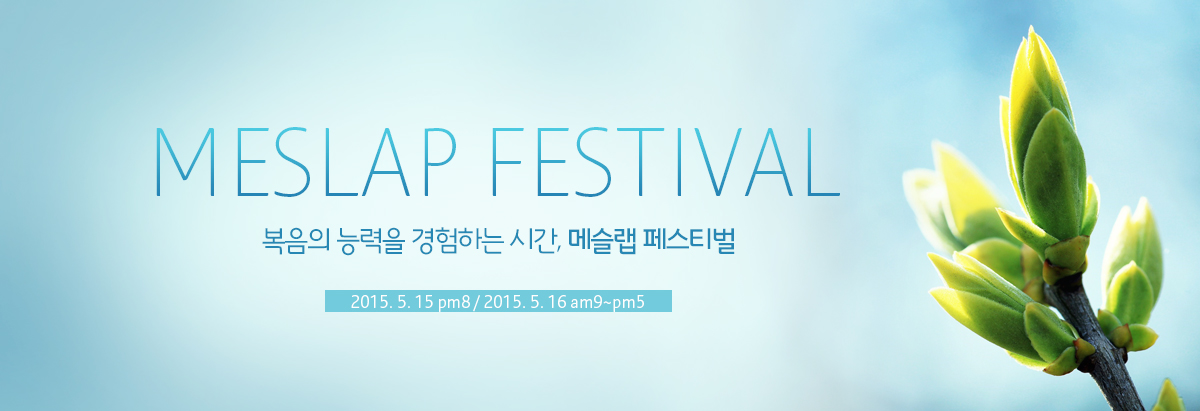 MESLAP FESTIVAL
복음의 능력을 경험하는 시간, 메슬랩 페스티벌
2015. 5. 15 pm8 / 2015. 5. 16 am9~pm5